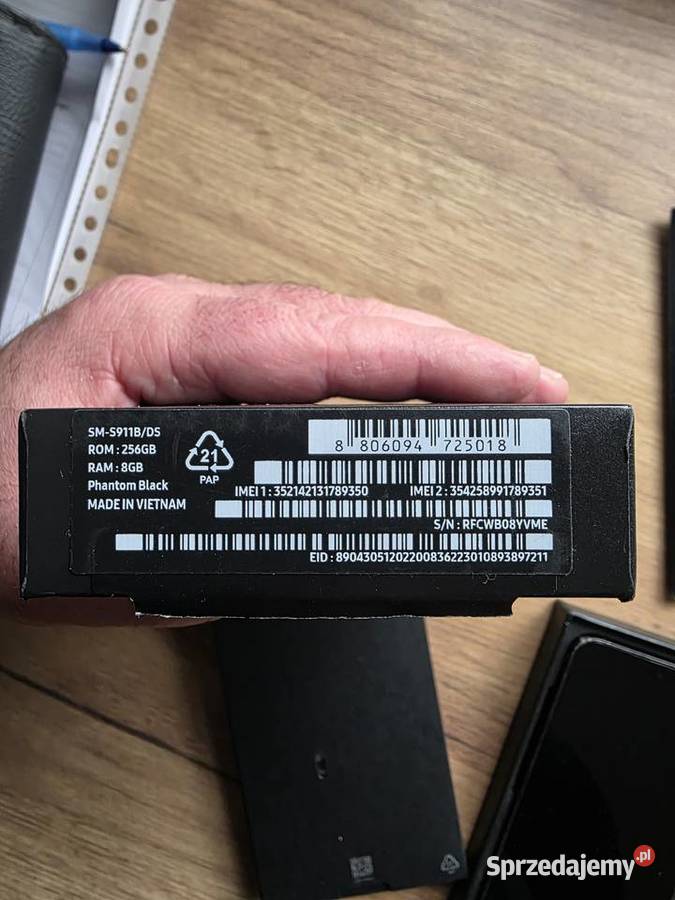 SM-S911B/DS
ROM : 256GB
RAM : 8GB
Phantom Black
MADE IN VIETNAM
21
PAP
8 806094 725018
IMEI 1 : 352142131789350 IMEI 2 : 354258991789351
S/N : RFCWB08YVME
EID : 89043051202200836223010893897211
Sprzedajemy.pl